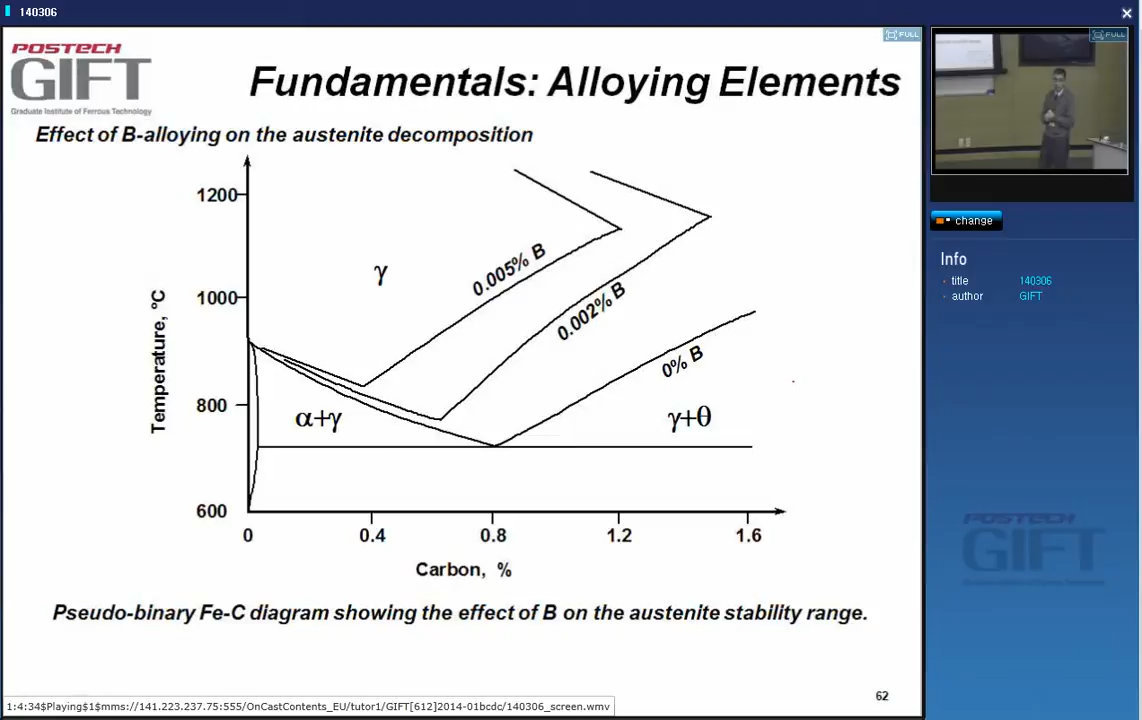 140306
POSTECH
GIFT
Graduate Institute of Ferrous Technology
FULL
Fundamentals: Alloying Elements
Effect of B-alloying on the austenite decomposition
1200
1000
800
600
Temperature, °C
γ
0.005% B
0.002% B
0% B
α+γ
γ+θ
0
0.4
0.8
1.2
1.6
Carbon, %
Pseudo-binary Fe-C diagram showing the effect of B on the austenite stability range.
62
1:4:34$Playing$1$mms://141.223.237.75:555/OnCastContents_EU/tutor1/GIFT[612]2014-01bcdc/140306_screen.wmv
FULL
change
Info
title 140306
author GIFT
POSTECH
GIFT